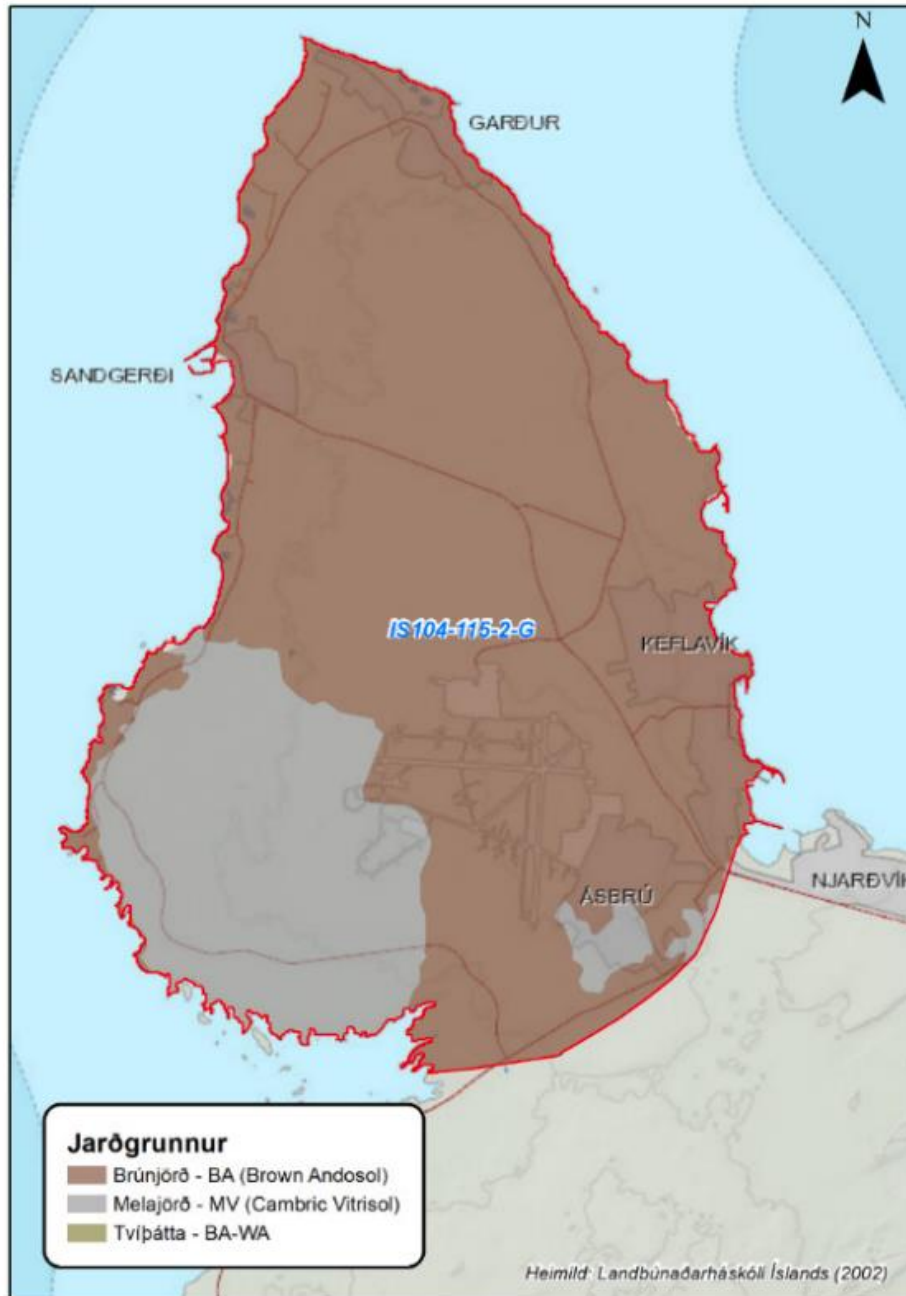 N
GARÐUR
SANDGERÐI
IS104-115-2-G
KEFLAVÍK
ÁSBRÚ
NJARÐVÍK
Jarðgrunnur
Brúnjörð - BA (Brown Andosol)
Melajörð - MV (Cambric Vitrisol)
Tvíþátta - BA-WA
Heimild: Landbúnaðarháskóli Íslands (2002)